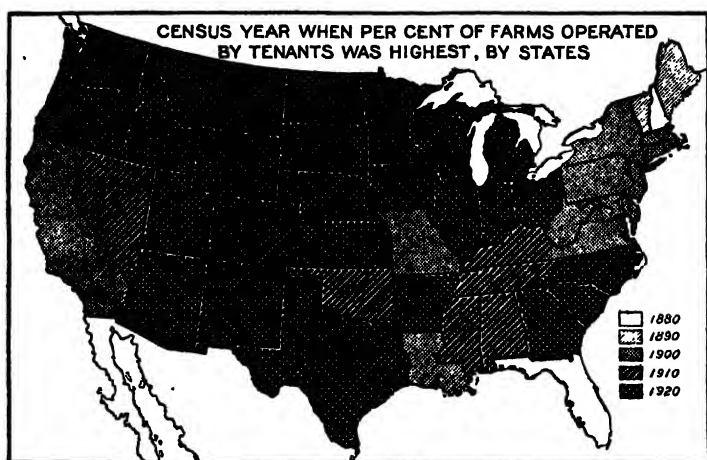 CENSUS YEAR WHEN PER CENT OF FARMS OPERATED
BY TENANTS WAS HIGHEST, BY STATES
1880
1890
1900
1910
1920